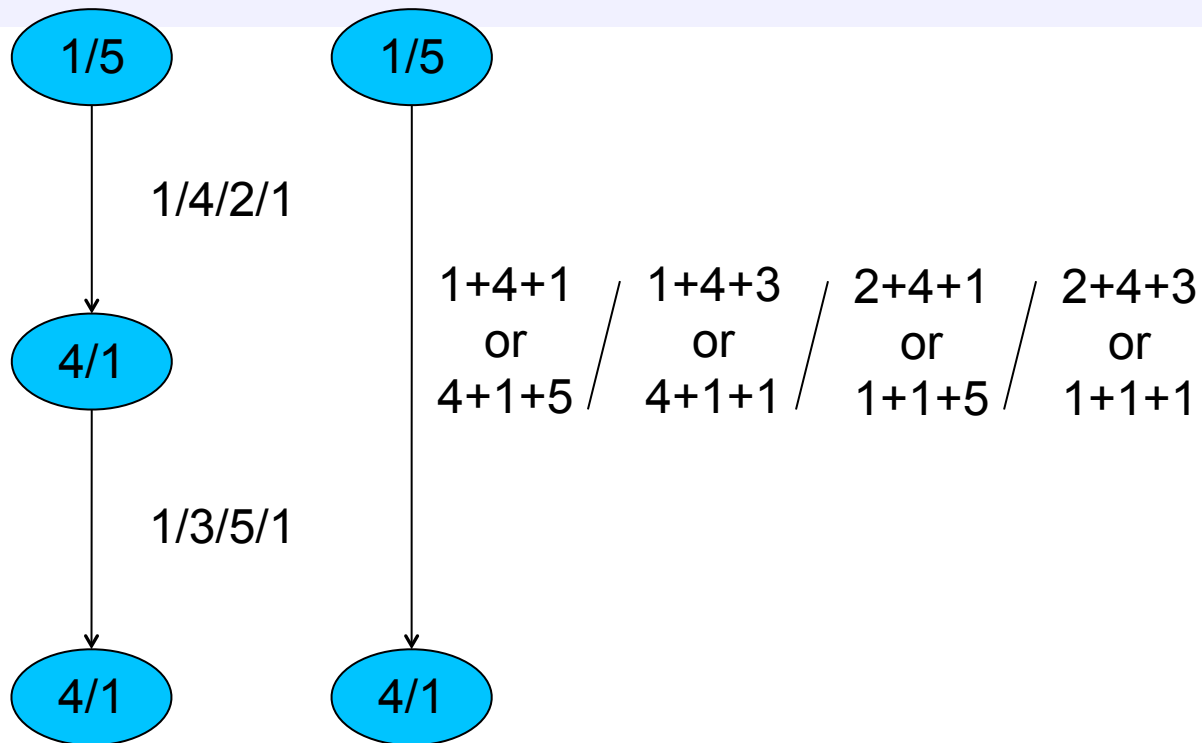 1/5
1/5
1/4/2/1
1+4+1 / 1+4+3 / 2+4+1 / 2+4+3
or or or or
4+1+5 4+1+1 1+1+5 1+1+1
4/1
1/3/5/1
4/1
4/1